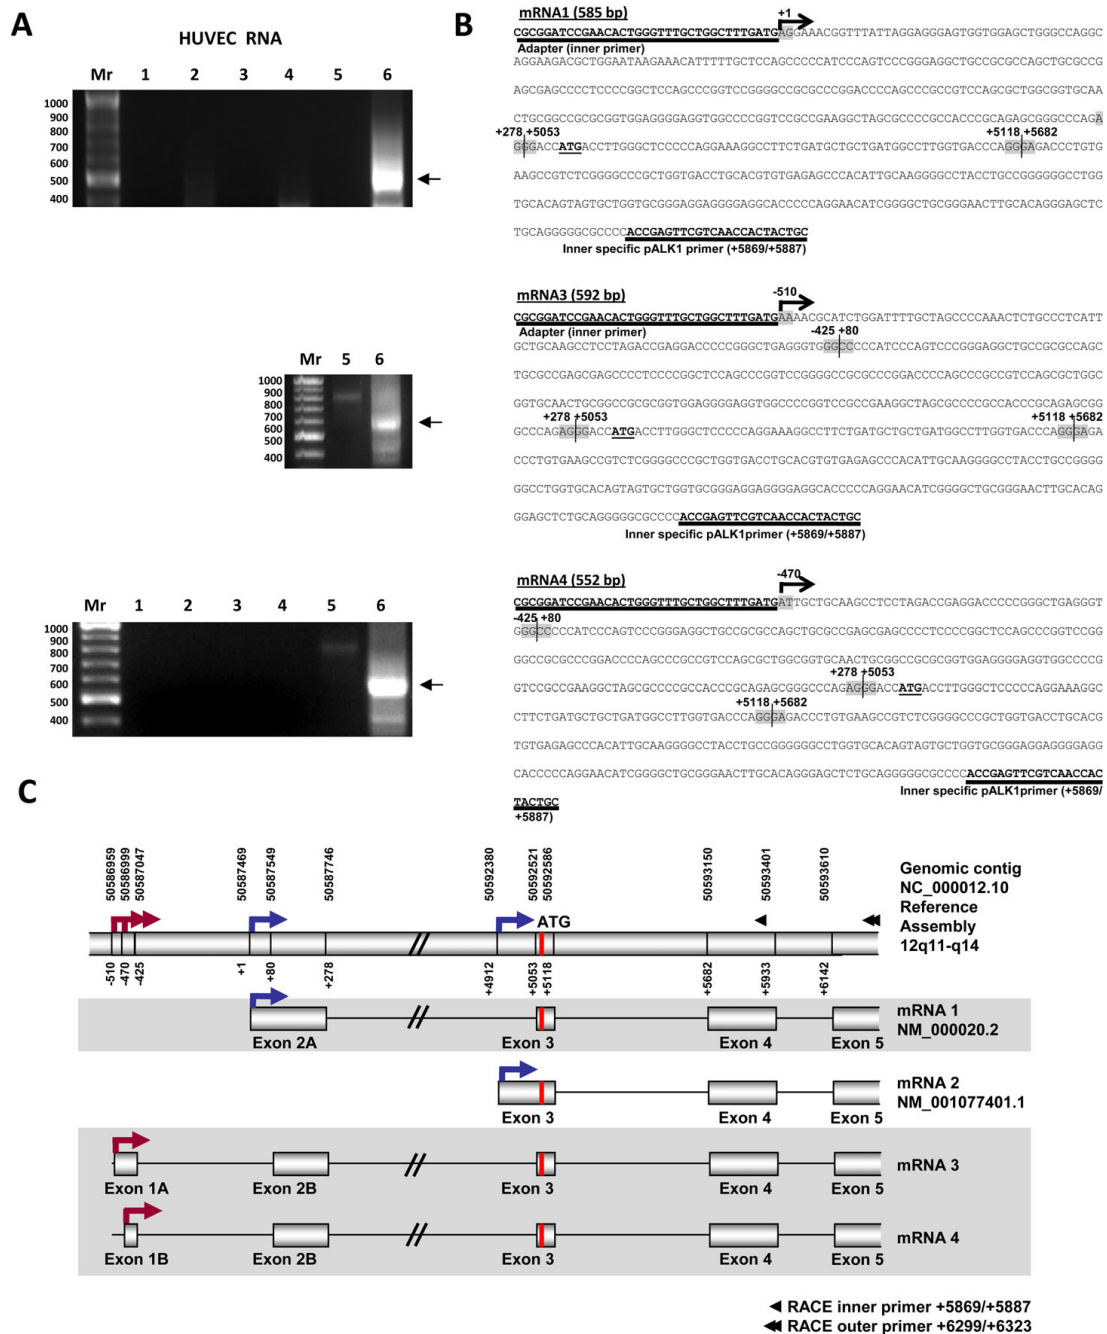 A
HUVEC RNA
Mr 1 2 3 4 5 6
1000
900
800
700
600
500
400
Mr 5 6
1000
900
800
700
600
500
400
Mr 1 2 3 4 5 6
1000
900
800
700
600
500
400
B
mRNA1 (585 bp)
+1
CGCGGATCCGAACACTGGGTTTGCTGGCTTTGATGAGGAAACGGTTTATTAGGAGGGAGTGGTGGAGCTGGGCCAGGC
Adapter (inner primer)
AGGAAGACGCTGGAATAAGAAACATTTTTGCTCCAGCCCCCATCCCAGTCCCGGGAGGCTGCCGCGCCAGCTGCGCCG
AGCGAGCCCCTCCCCGGCTCCAGCCCGGTCCGGGGCCGCGCCCGGACCCCAGCCCGCCGTCCAGCGCTGGCGGTGCAA
CTGCGGCCGCGCGGTGGAGGGGAGGTGGCCCCGGTCCGCCGAAGGCTAGCGCCCCGCCACCCGCAGAGCGGGCCCAGA
+278 +5053
+5118 +5682
GGGACCATGACCTTGGGCTCCCCCAGGAAAGGCCTTCTGATGCTGCTGATGGCCTTGGTGACCCAGGGAGACCCTGTG
AAGCCGTCTCGGGGCCCGCTGGTGACCTGCACGTGTGAGAGCCCACATTGCAAGGGGCCTACCTGCCGGGGGGCCTGG
TGCACAGTAGTGCTGGTGCGGGAGGAGGGGAGGCACCCCCAGGAACATCGGGGCTGCGGGAACTTGCACAGGGAGCTC
TGCAGGGGGCGCCCCACCGAGTTCGTCAACCACTACTGC
Inner specific pALK1 primer (+5869/+5887)
mRNA3 (592 bp)
-510
CGCGGATCCGAACACTGGGTTTGCTGGCTTTGATGAAAACGCATCTGGATTTTGCTAGCCCCAAACTCTGCCCTCATT
Adapter (inner primer)
-425 +80
GCTGCAAGCCTCCTAGACCGAGGACCCCCGGGCTGAGGGTGGGCCCCCATCCCAGTCCCGGGAGGCTGCCGCGCCAGC
TGCGCCGAGCGAGCCCCTCCCCGGCTCCAGCCCGGTCCGGGGCCGCGCCCGGACCCCAGCCCGCCGTCCAGCGCTGGC
GGTGCAACTGCGGCCGCGCGGTGGAGGGGAGGTGGCCCCGGTCCGCCGAAGGCTAGCGCCCCGCCACCCGCAGAGCGG
+278 +5053
+5118 +5682
GCCCAGAGGGACCATGACCTTGGGCTCCCCCAGGAAAGGCCTTCTGATGCTGCTGATGGCCTTGGTGACCCAGGGAGA
CCCTGTGAAGCCGTCTCGGGGCCCGCTGGTGACCTGCACGTGTGAGAGCCCACATTGCAAGGGGCCTACCTGCCGGGG
GGCCTGGTGCACAGTAGTGCTGGTGCGGGAGGAGGGGAGGCACCCCCAGGAACATCGGGGCTGCGGGAACTTGCACAG
GGAGCTCTGCAGGGGGCGCCCCACCGAGTTCGTCAACCACTACTGC
Inner specific pALK1primer (+5869/+5887)
mRNA4 (552 bp)
-470
CGCGGATCCGAACACTGGGTTTGCTGGCTTTGATGATTGCTGCAAGCCTCCTAGACCGAGGACCCCCGGGCTGAGGGT
-425 +80
GGGCCCCCATCCCAGTCCCGGGAGGCTGCCGCGCCAGCTGCGCCGAGCGAGCCCCTCCCCGGCTCCAGCCCGGTCCGG
GGCCGCGCCCGGACCCCAGCCCGCCGTCCAGCGCTGGCGGTGCAACTGCGGCCGCGCGGTGGAGGGGAGGTGGCCCCG
+278 +5053
GTCCGCCGAAGGCTAGCGCCCCGCCACCCGCAGAGCGGGCCCAGAGGGACCATGACCTTGGGCTCCCCCAGGAAAGGC
+5118 +5682
CTTCTGATGCTGCTGATGGCCTTGGTGACCCAGGGAGACCCTGTGAAGCCGTCTCGGGGCCCGCTGGTGACCTGCACG
TGTGAGAGCCCACATTGCAAGGGGCCTACCTGCCGGGGGGCCTGGTGCACAGTAGTGCTGGTGCGGGAGGAGGGGAGG
CACCCCCAGGAACATCGGGGCTGCGGGAACTTGCACAGGGAGCTCTGCAGGGGGCGCCCCACCGAGTTCGTCAACCAC
Inner specific pALK1primer (+5869/
TACTGC
+5887)
C
50586959 50586999 50587047 50587469 50587549 50587746 50592380 50592521 50592586 50593150 50593401 50593610
Genomic contig
NC_000012.10
Reference
Assembly
12q11-q14
ATG
-510 -470 -425 +1 +80 +278 +4912 +5053 +5118 +5682 +5933 +6142
mRNA 1
NM_000020.2
Exon 2A Exon 3 Exon 4 Exon 5
mRNA 2
NM_001077401.1
Exon 3 Exon 4 Exon 5
mRNA 3
Exon 1A Exon 2B Exon 3 Exon 4 Exon 5
mRNA 4
Exon 1B Exon 2B Exon 3 Exon 4 Exon 5
RACE inner primer +5869/+5887
RACE outer primer +6299/+6323